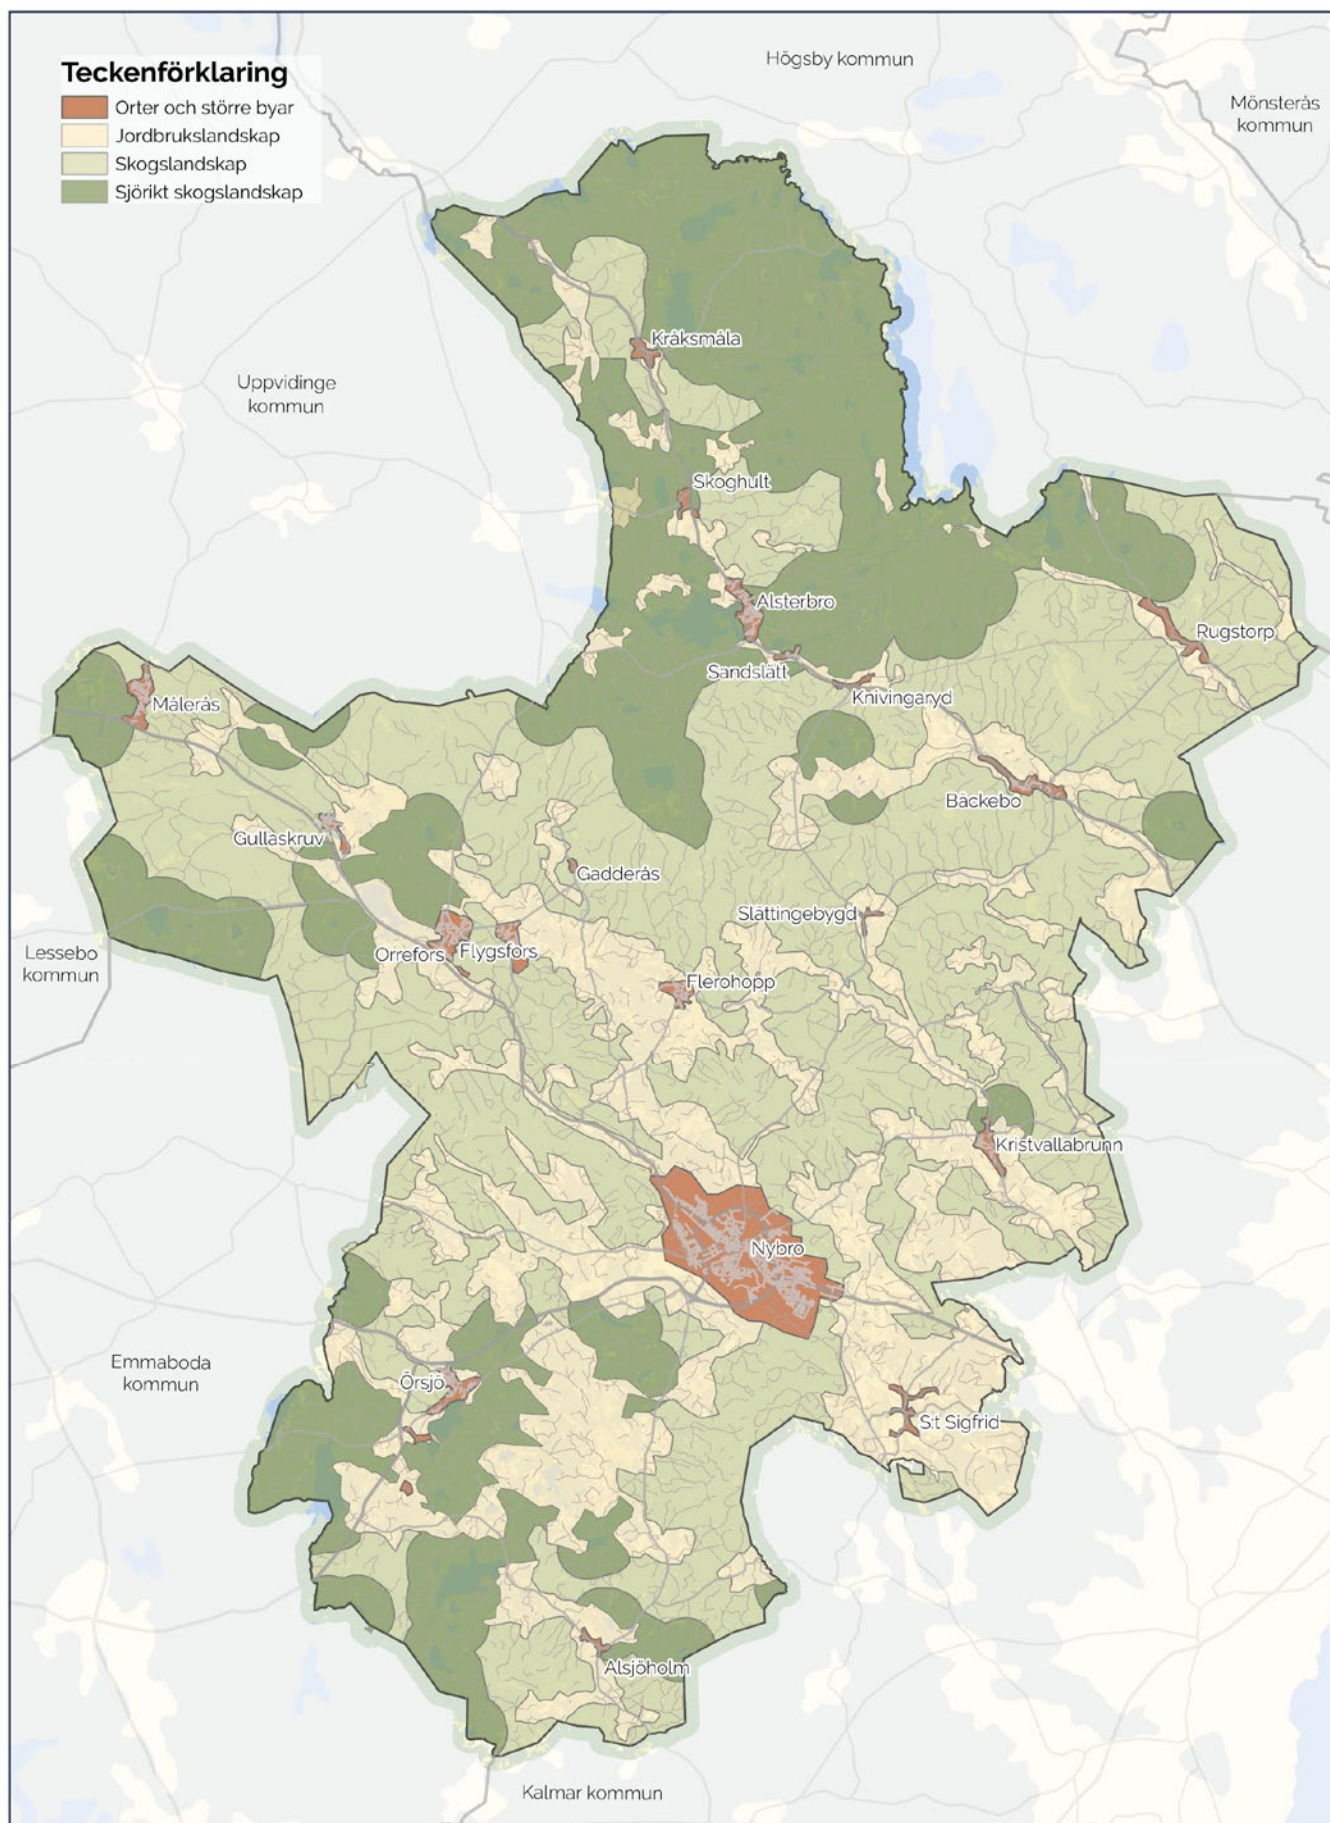 Teckenförklaring
Orter och större byar
Jordbrukslandskap
Skogslandskap
Sjörikt skogslandskap
Högsby kommun
Mönsterås
kommun
Kråksmåla
Uppvidinge
kommun
Skoghult
Alsterbro
Rugstorp
Sandslätt
Knivingaryd
Målerås
Bäckebo
Gullaskruv
Gadderås
Slättingebygd
Lessebo
kommun
Orrefors
Flygsfors
Flerohopp
Kristvallabrunn
Nybro
Emmaboda
kommun
Örsjö
S:t Sigfrid
Alsjöholm
Kalmar kommun